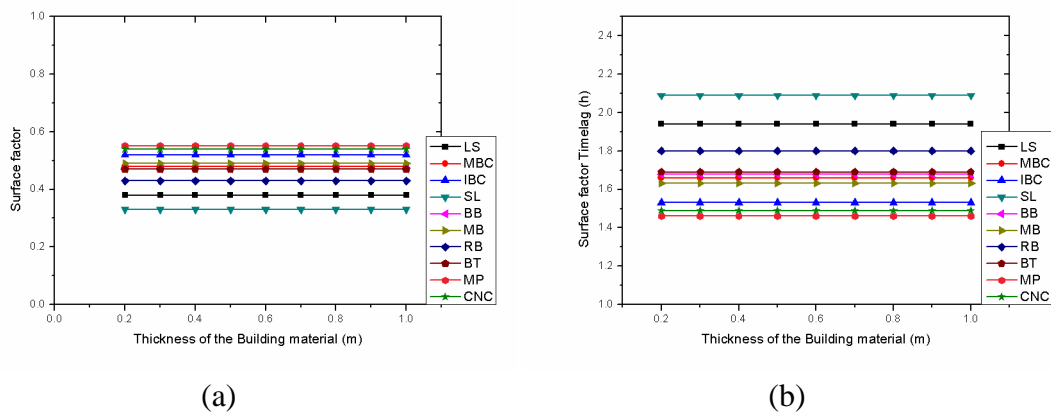 1.0
0.8
0.6
0.4
0.2
0.0
Surface factor
0.0 0.2 0.4 0.6 0.8 1.0
Thickness of the Building material (m)
LS
MBC
IBC
SL
BB
MB
RB
BT
MP
CNC
(a)
2.4
2.2
2.0
1.8
1.6
1.4
1.2
1.0
Surface factor Timelag (h)
0.2 0.4 0.6 0.8 1.0
Thickness of the Building material (m)
LS
MBC
IBC
SL
BB
MB
RB
BT
MP
CNC
(b)